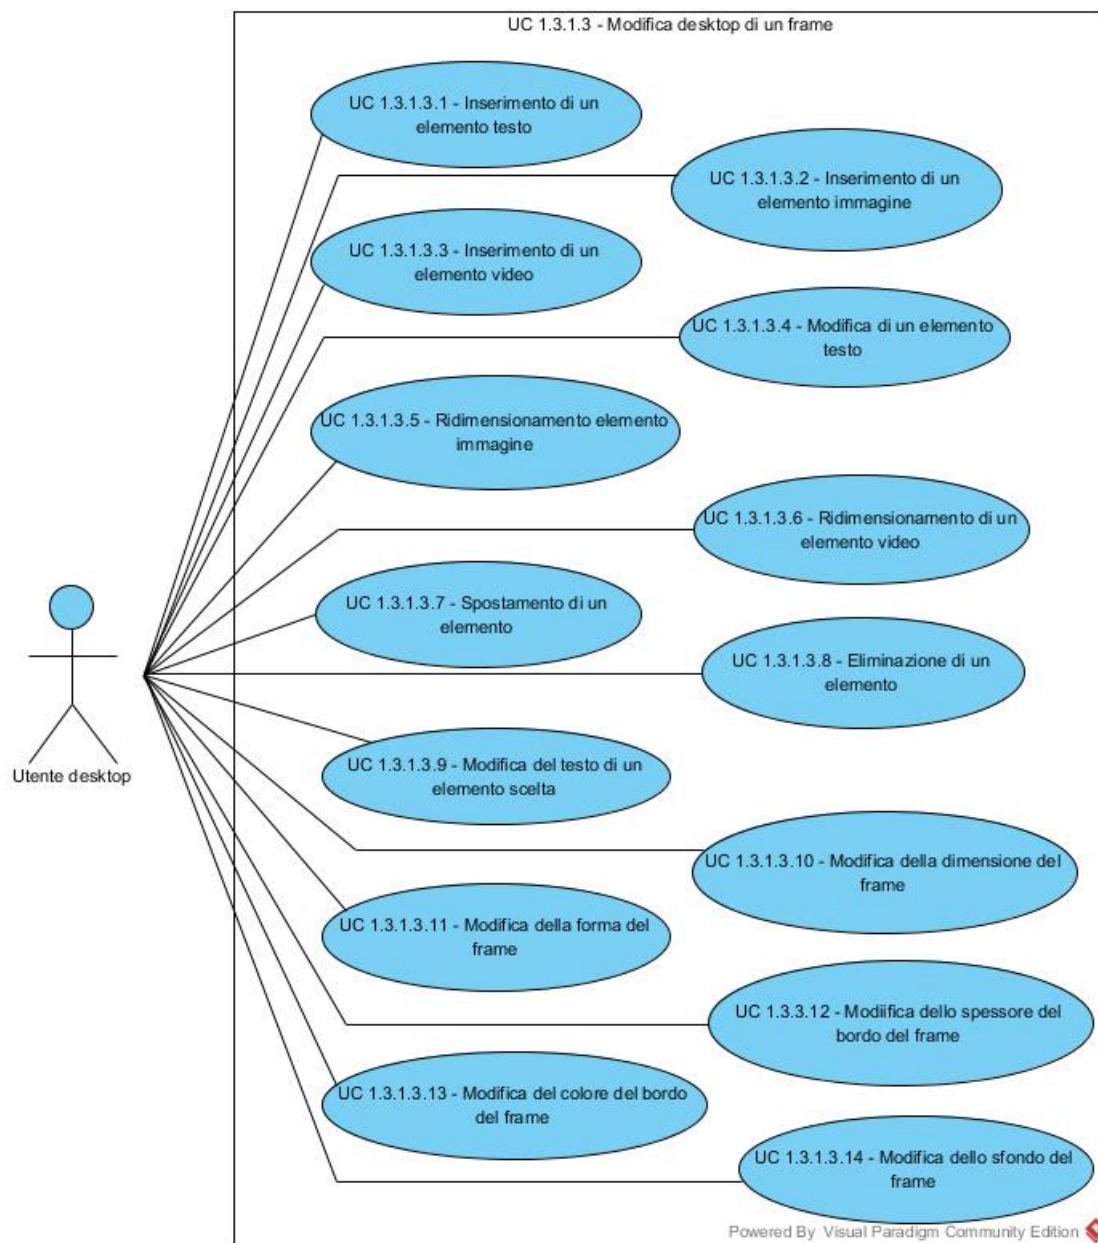 UC 1.3.1.3 - Modifica desktop di un frame
UC 1.3.1.3.1 - Inserimento di un
elemento testo
UC 1.3.1.3.2 - Inserimento di un
elemento immagine
UC 1.3.1.3.3 - Inserimento di un
elemento video
UC 1.3.1.3.4 - Modifica di un elemento
testo
UC 1.3.1.3.5 - Ridimensionamento elemento
immagine
UC 1.3.1.3.6 - Ridimensionamento di un
elemento video
UC 1.3.1.3.7 - Spostamento di un
elemento
UC 1.3.1.3.8 - Eliminazione di un
elemento
Utente desktop
UC 1.3.1.3.9 - Modifica del testo di un
elemento scelta
UC 1.3.1.3.10 - Modifica della dimensione del
frame
UC 1.3.1.3.11 - Modifica della forma del
frame
UC 1.3.3.12 - Modiifica dello spessore del
bordo del frame
UC 1.3.1.3.13 - Modifica del colore del bordo
del frame
UC 1.3.1.3.14 - Modifica dello sfondo del
frame
Powered By Visual Paradigm Community Edition